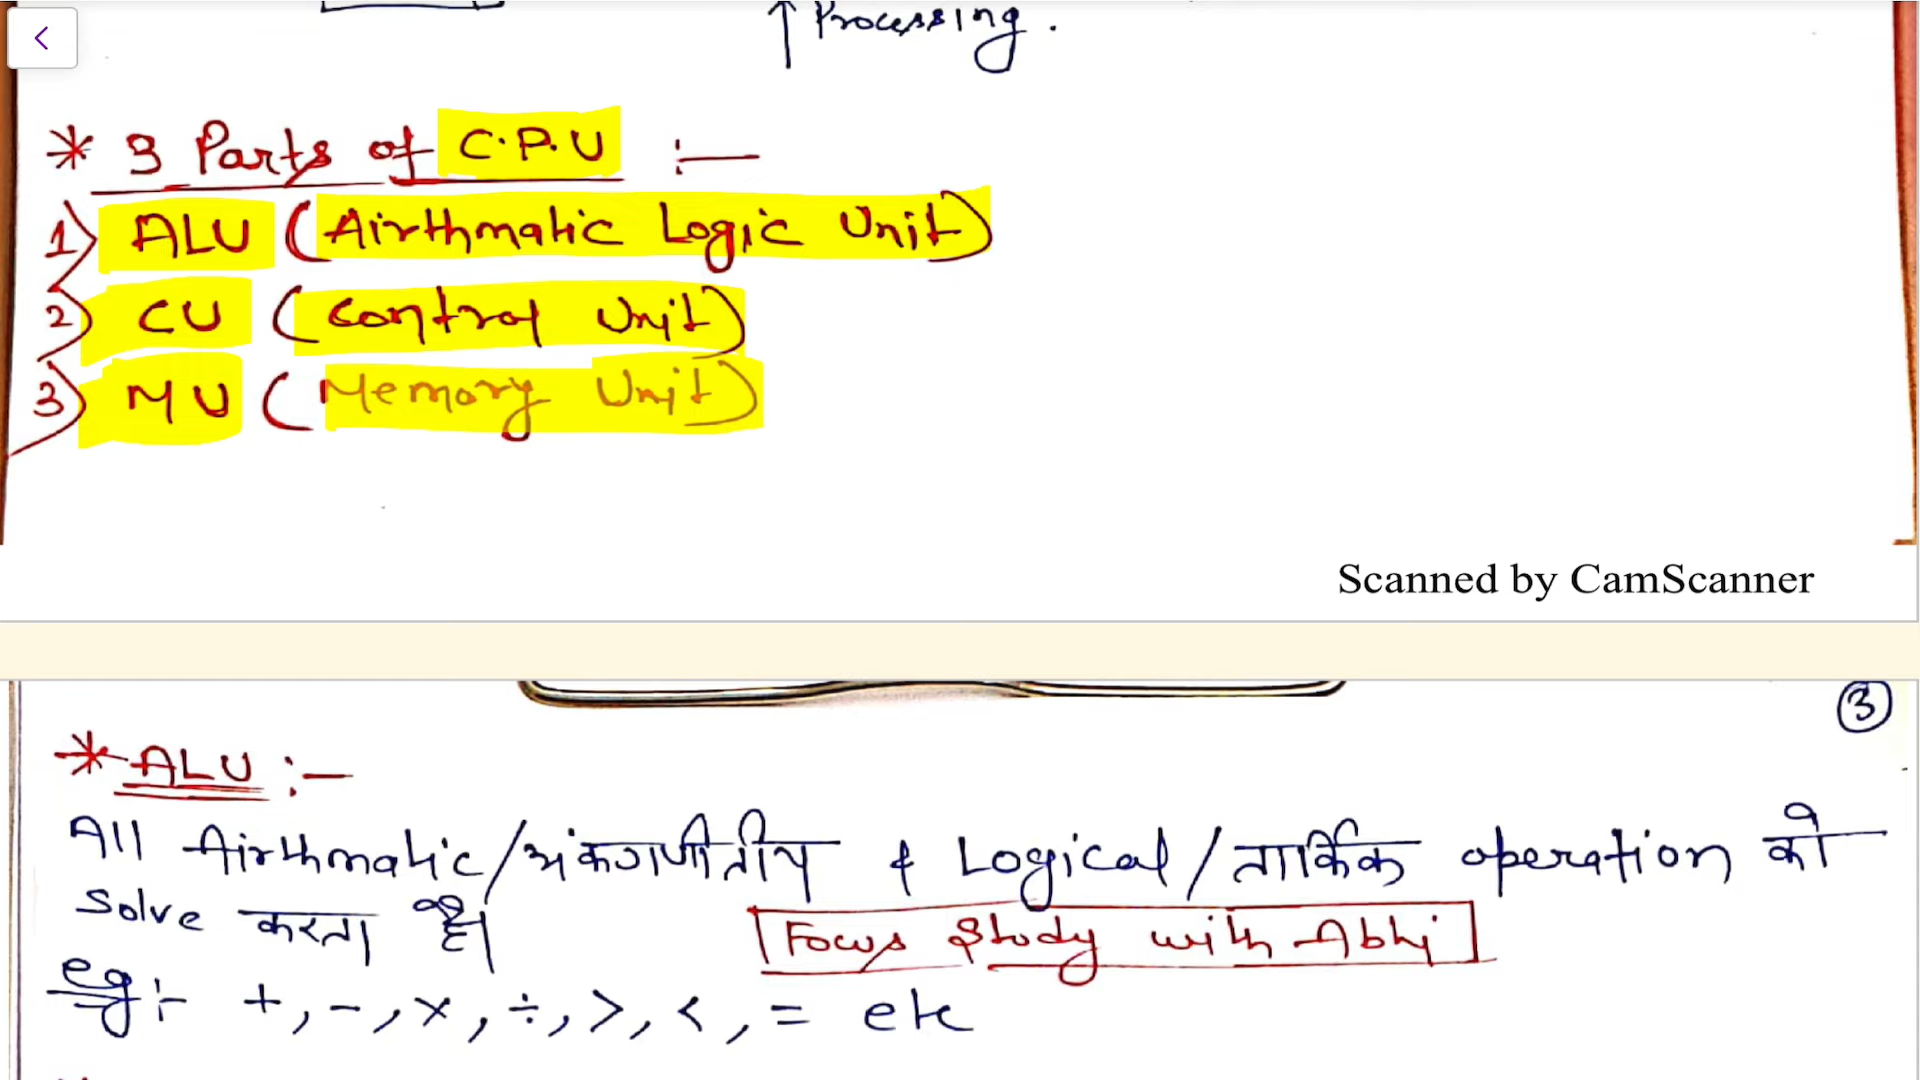 Processing.
* 3 Parts of C.P.U :—
1) ALU (Airthmatic Logic Unit)
2) CU (Control Unit)
3) MU (Memory Unit)
Scanned by CamScanner
3
* ALU :—
All Airthmatic/अंकगणीतीय & Logical/तार्किक operation को
Solve करता है।
Focus Study with Abhi
eg:- +, -, ×, ÷, >, <, = etc